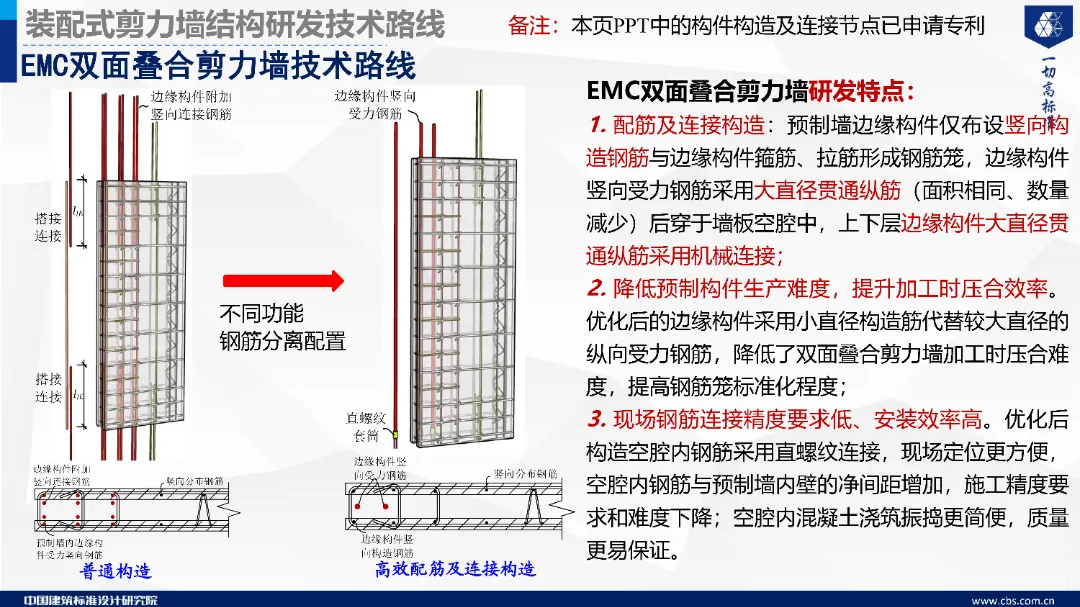 装配式剪力墙结构研发技术路线
备注：本页PPT中的构件构造及连接节点已申请专利
EMC双面叠合剪力墙技术路线
一切高标
边缘构件附加
竖向连接钢筋
搭接
连接
搭接
连接
不同功能
钢筋分离配置
边缘构件竖向
受力钢筋
直螺纹
套筒
边缘构件附加
竖向连接钢筋
竖向分布钢筋
预制墙内边缘构
件受力竖向钢筋
普通构造
边缘构件竖
向受力钢筋
竖向分布钢筋
边缘构件竖
向构造钢筋
高效配筋及连接构造
EMC双面叠合剪力墙研发特点：
1. 配筋及连接构造：预制墙边缘构件仅布设竖向构
造钢筋与边缘构件箍筋、拉筋形成钢筋笼，边缘构件
竖向受力钢筋采用大直径贯通纵筋（面积相同、数量
减少）后穿于墙板空腔中，上下层边缘构件大直径贯
通纵筋采用机械连接；
2. 降低预制构件生产难度，提升加工时压合效率。
优化后的边缘构件采用小直径构造筋代替较大直径的
纵向受力钢筋，降低了双面叠合剪力墙加工时压合难
度，提高钢筋笼标准化程度；
3. 现场钢筋连接精度要求低、安装效率高。优化后
构造空腔内钢筋采用直螺纹连接，现场定位更方便，
空腔内钢筋与预制墙内壁的净间距增加，施工精度要
求和难度下降；空腔内混凝土浇筑振捣更简便，质量
更易保证。
中国建筑标准设计研究院
www.cbs.com.cn